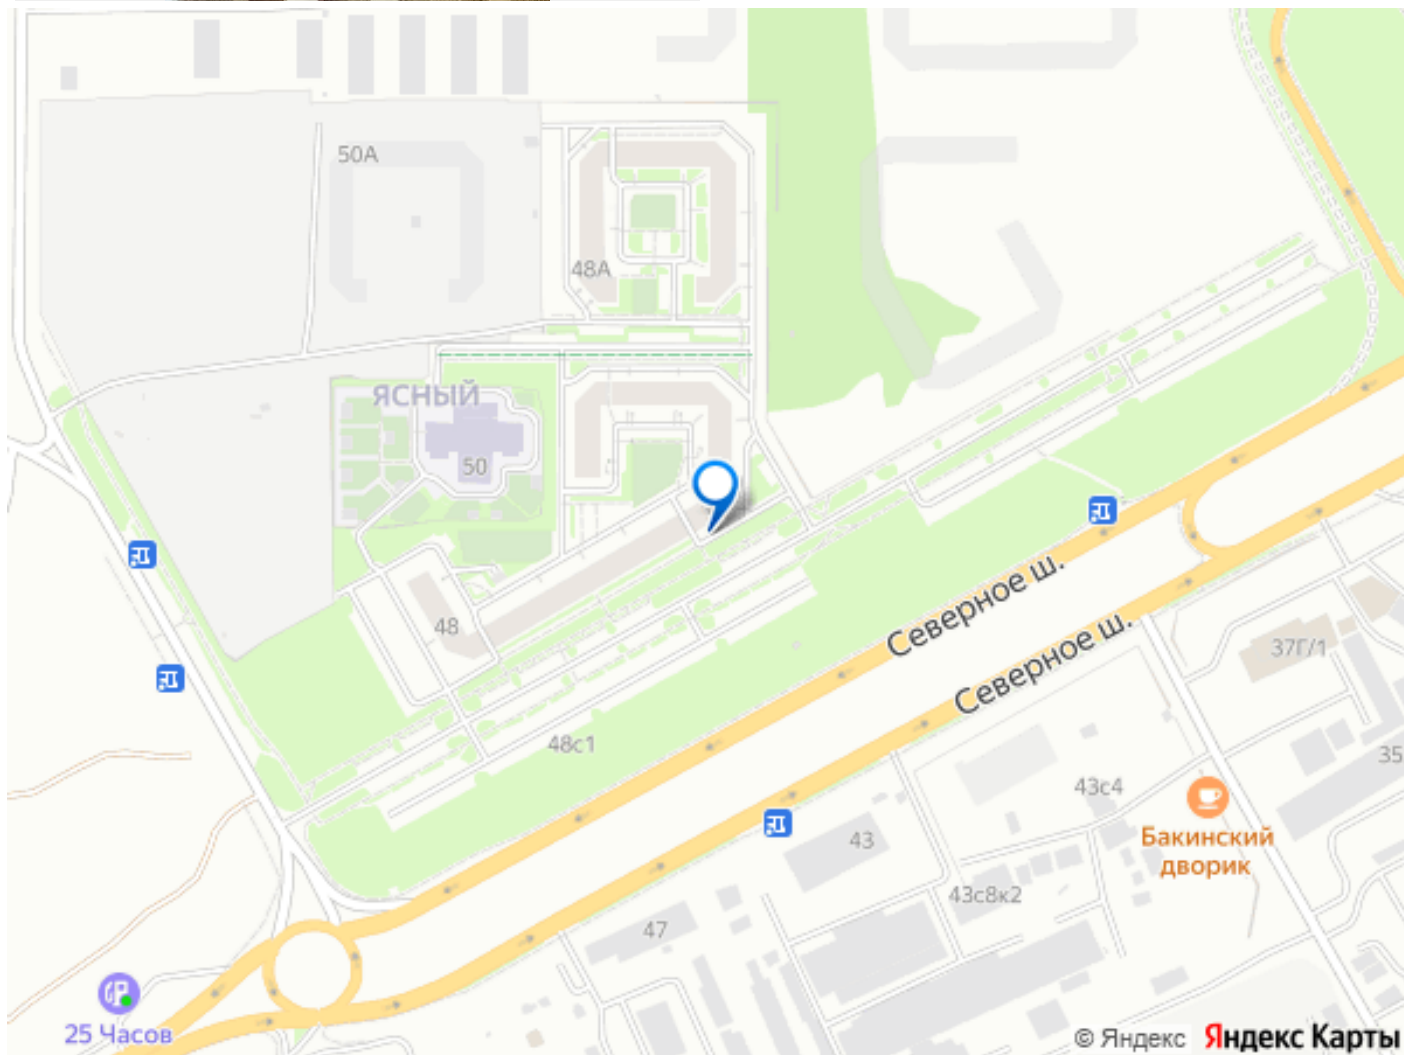 50А
48А
ЯСНЫЙ
50
48
Северное ш.
Северное ш.
37Г/1
48с1
35
43с4
43
Бакинский
дворик
43с8к2
47
25 Часов
© Яндекс Яндекс Карты